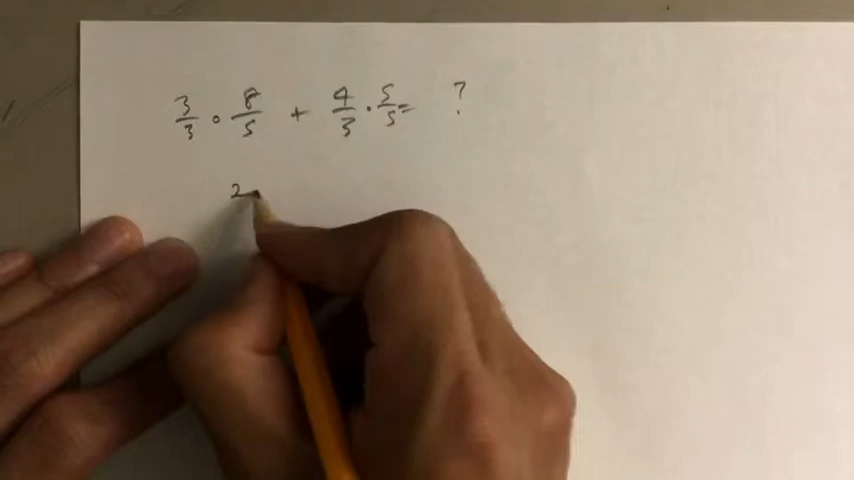 3/3 · 8/5 + 4/3 · 5/5 = ?
2